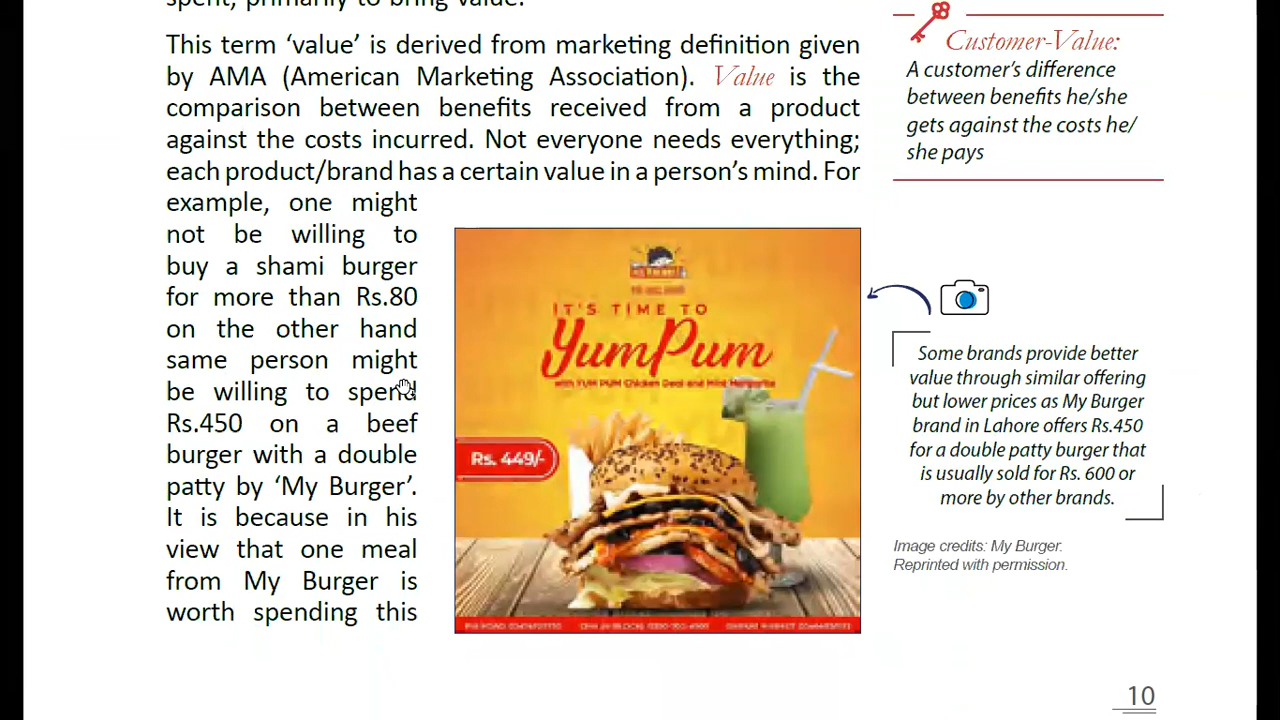 spent, primarily to bring value.
This term ‘value’ is derived from marketing definition given
by AMA (American Marketing Association). Value is the
comparison between benefits received from a product
against the costs incurred. Not everyone needs everything;
each product/brand has a certain value in a person’s mind. For
example, one might
not be willing to
buy a shami burger
for more than Rs.80
on the other hand
same person might
be willing to spend
Rs.450 on a beef
burger with a double
patty by ‘My Burger’.
It is because in his
view that one meal
from My Burger is
worth spending this
IT'S TIME TO
YumPum
with YUM PUM Chicken Deal and Mint Margarita
Rs. 449/-
Customer-Value:
A customer’s difference
between benefits he/she
gets against the costs he/
she pays
Some brands provide better
value through similar offering
but lower prices as My Burger
brand in Lahore offers Rs.450
for a double patty burger that
is usually sold for Rs. 600 or
more by other brands.
Image credits: My Burger.
Reprinted with permission.
10